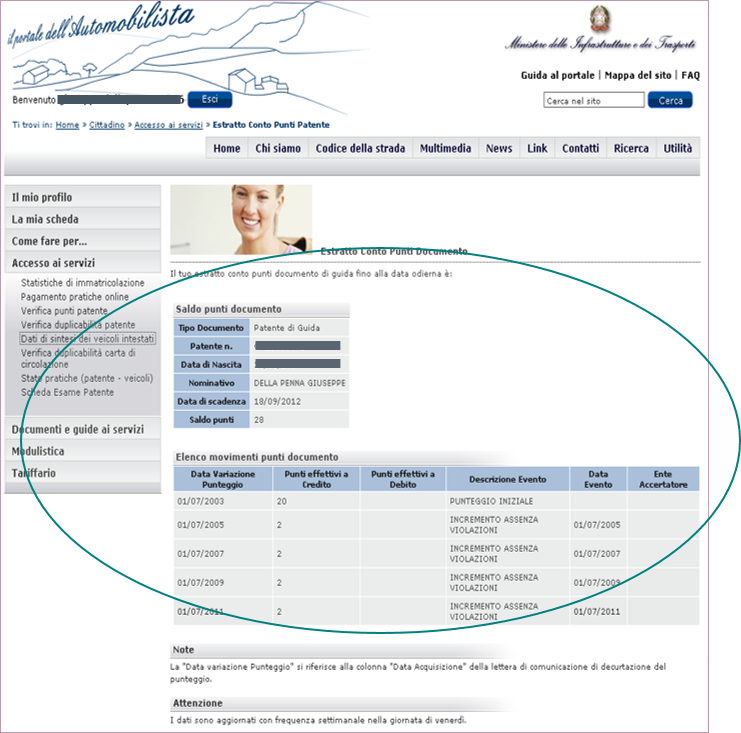 il portale dell'Automobilista
Ministero delle Infrastrutture e dei Trasporti
Guida al portale | Mappa del sito | FAQ
Benvenuto
Esci
Cerca nel sito
Cerca
Ti trovi in: Home » Cittadino » Accesso ai servizi » Estratto Conto Punti Patente
Home
Chi siamo
Codice della strada
Multimedia
News
Link
Contatti
Ricerca
Utilità
Il mio profilo
La mia scheda
Come fare per...
Accesso ai servizi
Statistiche di immatricolazione
Pagamento pratiche online
Verifica punti patente
Verifica duplicabilità patente
Dati di sintesi dei veicoli intestati
Verifica duplicabilità carta di
circolazione
Stato pratiche (patente - veicoli)
Scheda Esame Patente
Documenti e guide ai servizi
Modulistica
Tariffario
Estratto Conto Punti Documento
Il tuo estratto conto punti documento di guida fino alla data odierna è:
Saldo punti documento
Tipo Documento Patente di Guida
Patente n.
Data di Nascita
Nominativo DELLA PENNA GIUSEPPE
Data di scadenza 18/09/2012
Saldo punti 28
Elenco movimenti punti documento
Data Variazione Punteggio Punti effettivi a Credito Punti effettivi a Debito Descrizione Evento Data Evento Ente Accertatore
01/07/2003 20 PUNTEGGIO INIZIALE
01/07/2005 2 INCREMENTO ASSENZA VIOLAZIONI 01/07/2005
01/07/2007 2 INCREMENTO ASSENZA VIOLAZIONI 01/07/2007
01/07/2009 2 INCREMENTO ASSENZA VIOLAZIONI 01/07/2009
01/07/2011 2 INCREMENTO ASSENZA VIOLAZIONI 01/07/2011
Note
La "Data variazione Punteggio" si riferisce alla colonna "Data Acquisizione" della lettera di comunicazione di decurtazione del
punteggio.
Attenzione
I dati sono aggiornati con frequenza settimanale nella giornata di venerdì.